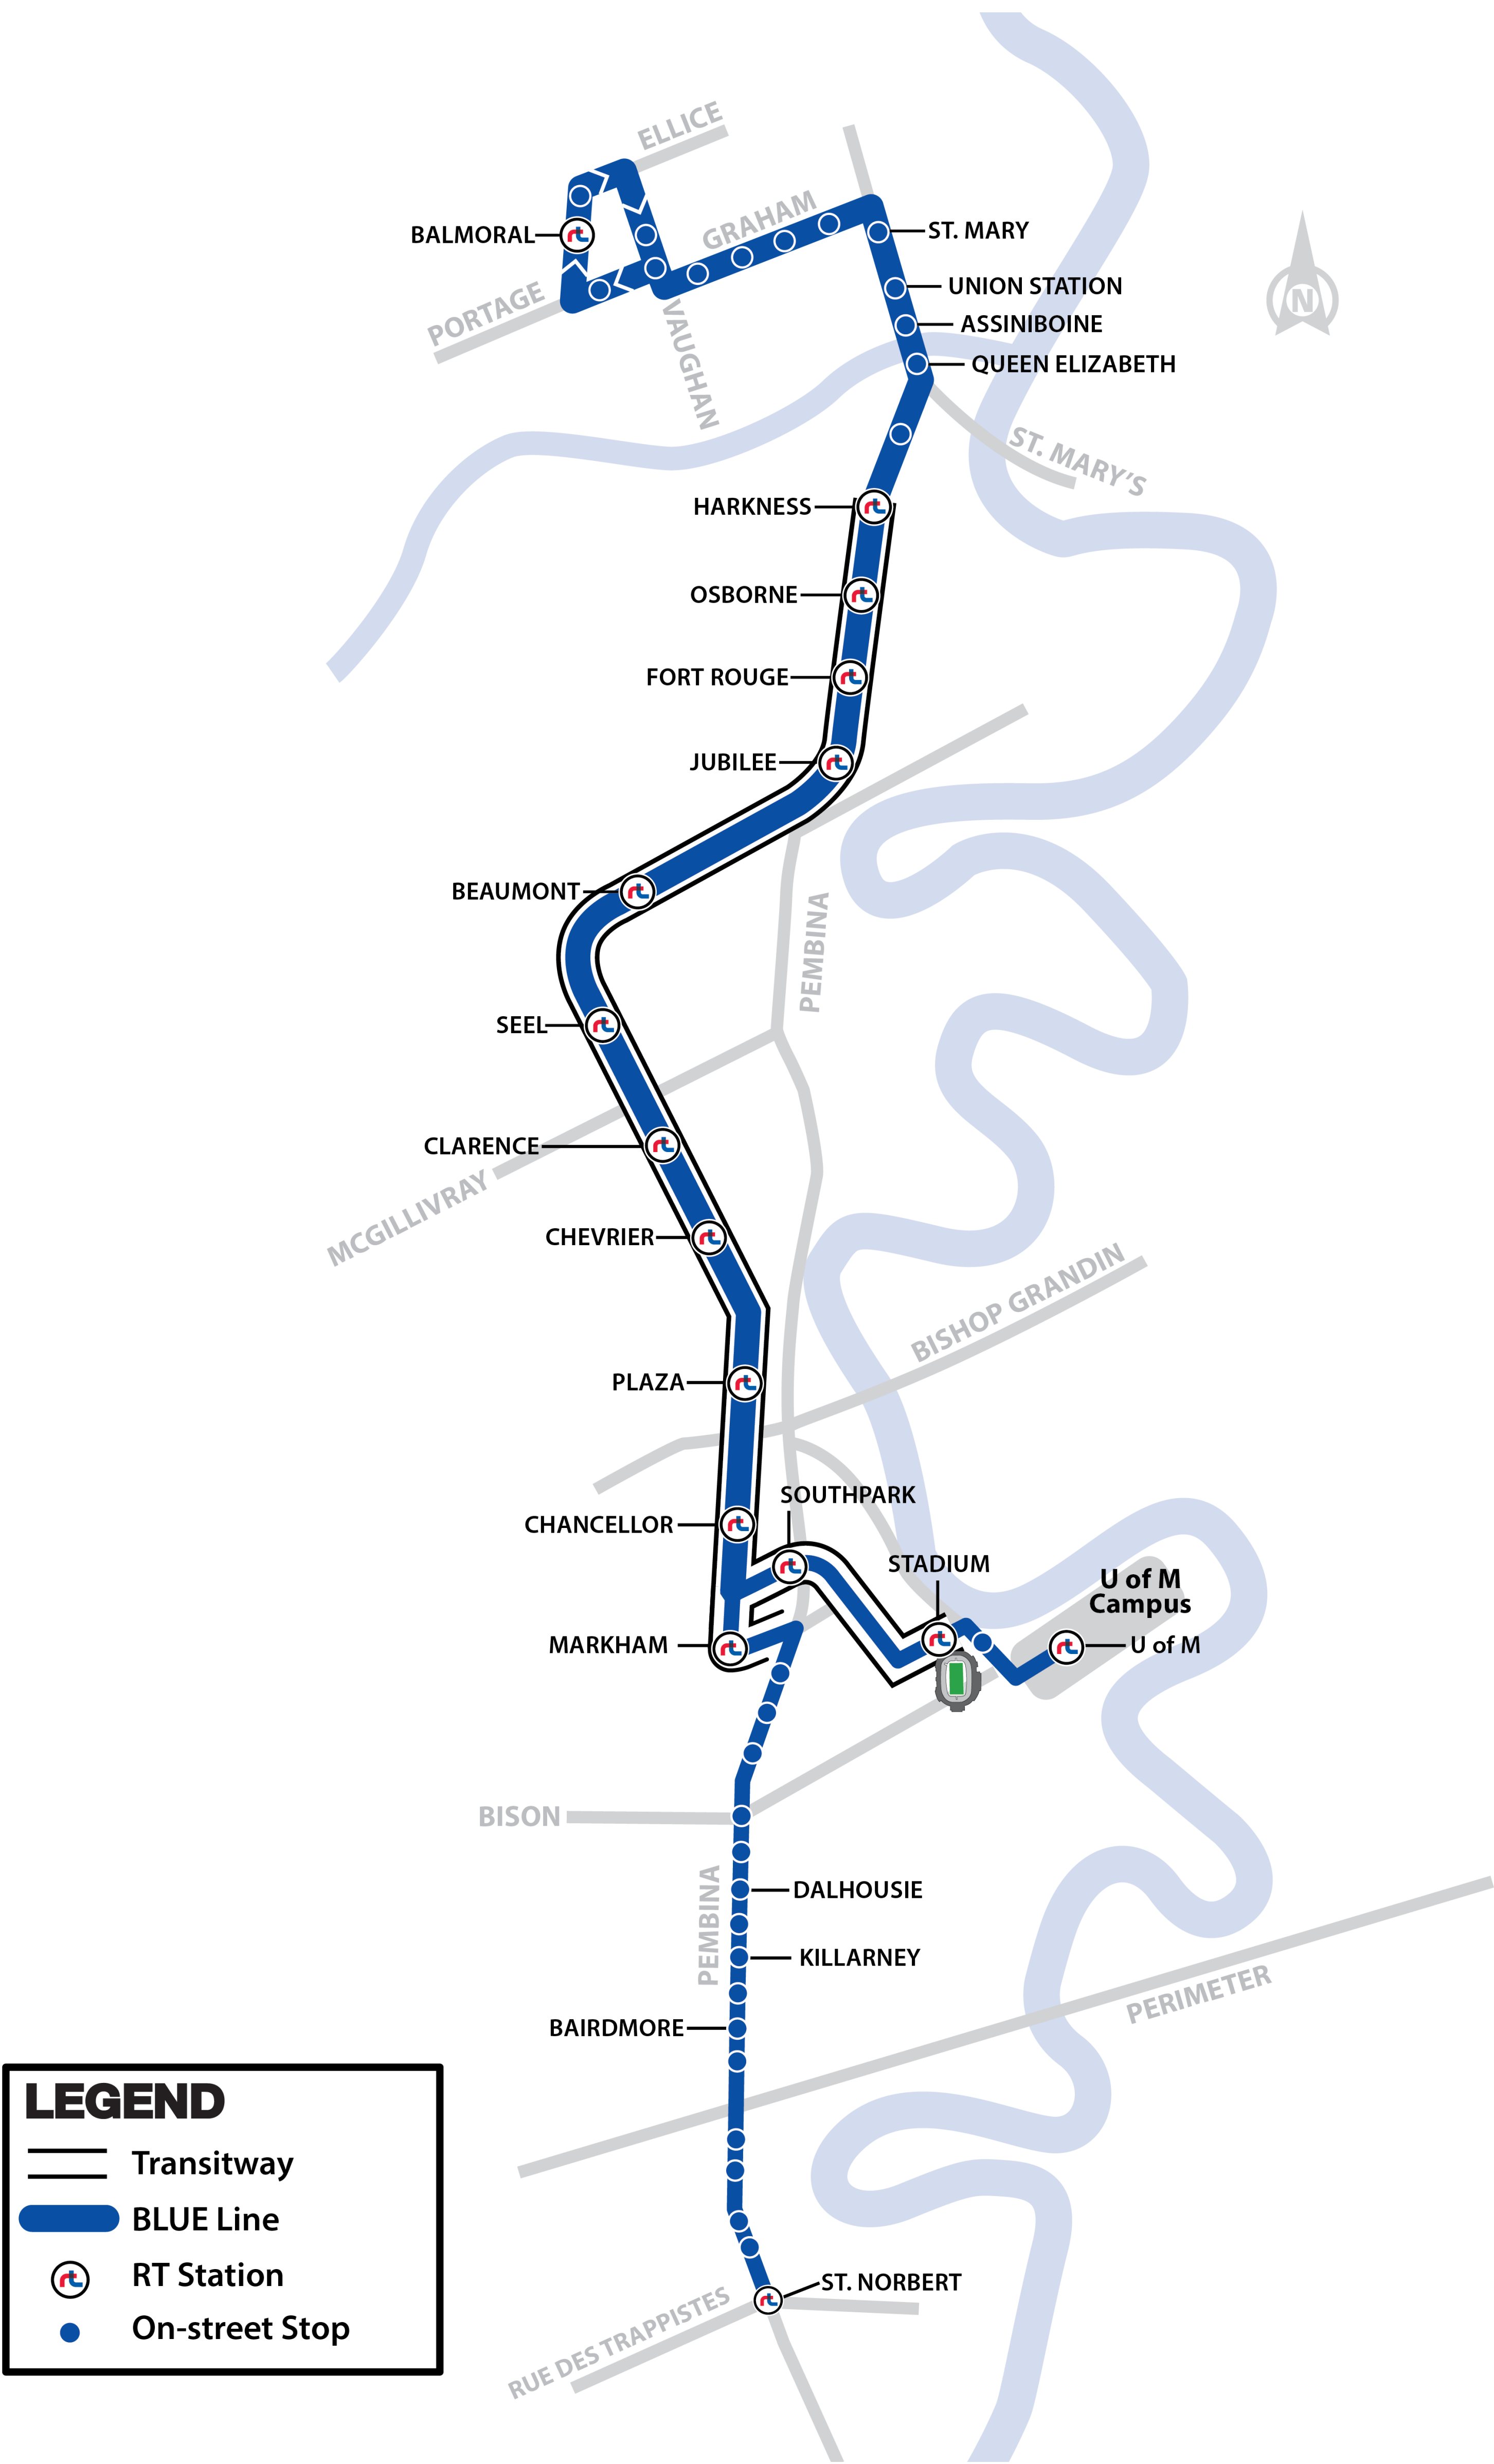 ELLICE
GRAHAM
BALMORAL
ST. MARY
UNION STATION
PORTAGE
N
ASSINIBOINE
VAUGHAN
QUEEN ELIZABETH
ST. MARY'S
HARKNESS
OSBORNE
FORT ROUGE
JUBILEE
BEAUMONT
PEMBINA
SEEL
CLARENCE
MCGILLIVRAY
CHEVRIER
BISHOP GRANDIN
PLAZA
SOUTHPARK
CHANCELLOR
STADIUM
U of M
Campus
MARKHAM
U of M
BISON
DALHOUSIE
PEMBINA
KILLARNEY
PERIMETER
BAIRDMORE
LEGEND
Transitway
BLUE Line
rt RT Station
On-street Stop
ST. NORBERT
RUE DES TRAPPISTES